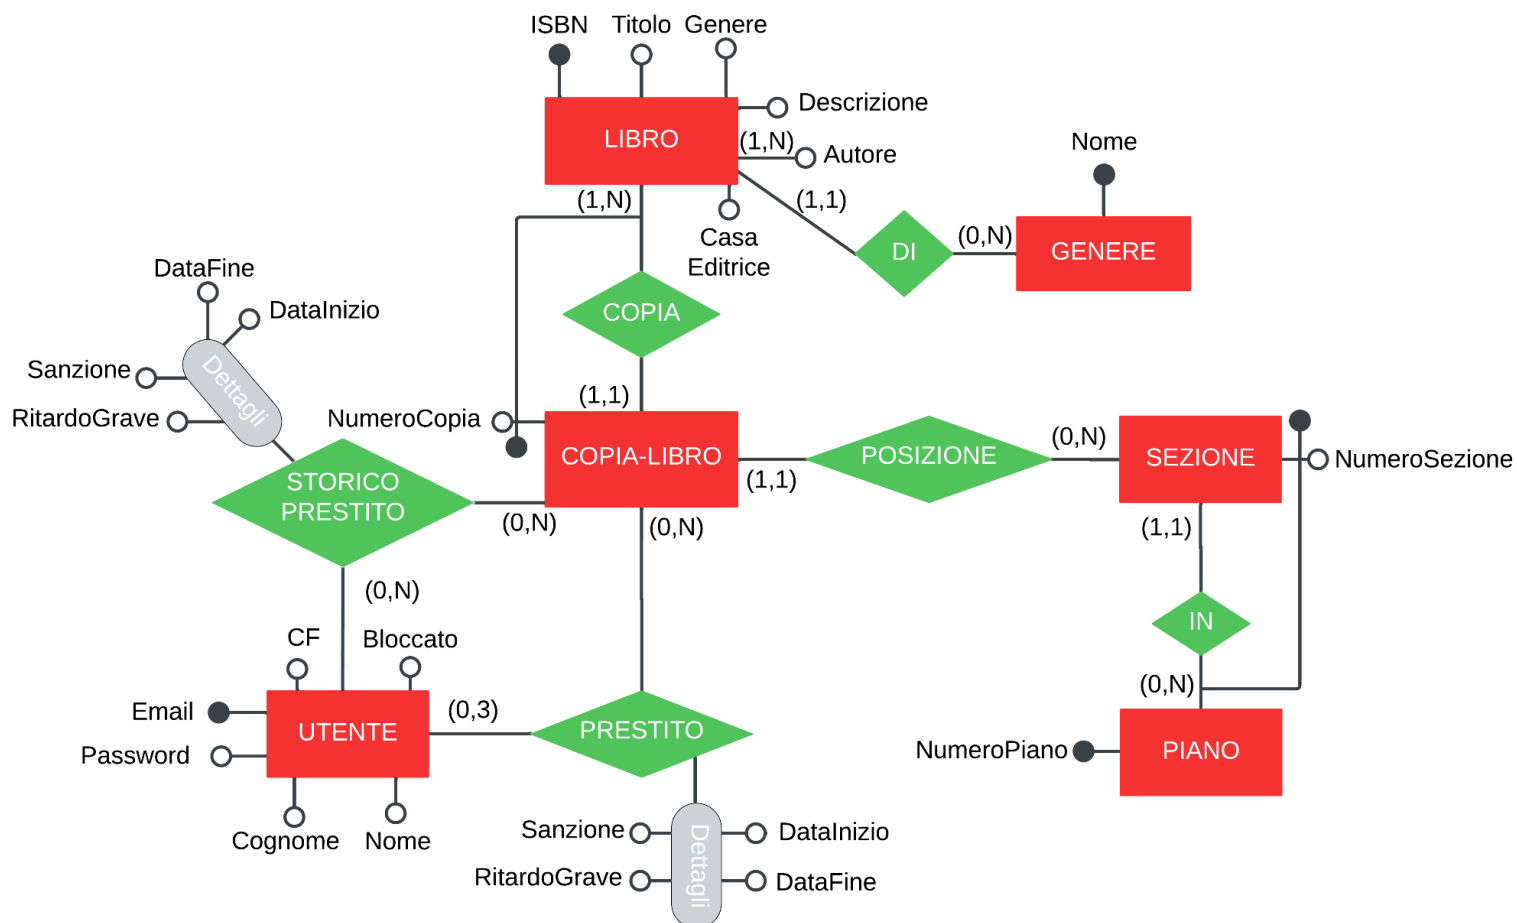 ISBN
Titolo
Genere
Descrizione
LIBRO
(1,N)
Autore
Nome
(1,N)
(1,1)
Casa
Editrice
DI
(0,N)
GENERE
DataFine
DataInizio
COPIA
Sanzione
Dettagli
RitardoGrave
(1,1)
NumeroCopia
COPIA-LIBRO
(1,1)
POSIZIONE
(0,N)
SEZIONE
NumeroSezione
STORICO
PRESTITO
(0,N)
(0,N)
(1,1)
(0,N)
IN
CF
Bloccato
(0,N)
Email
UTENTE
(0,3)
PRESTITO
NumeroPiano
PIANO
Password
Cognome
Nome
Sanzione
Dettagli
DataInizio
RitardoGrave
DataFine